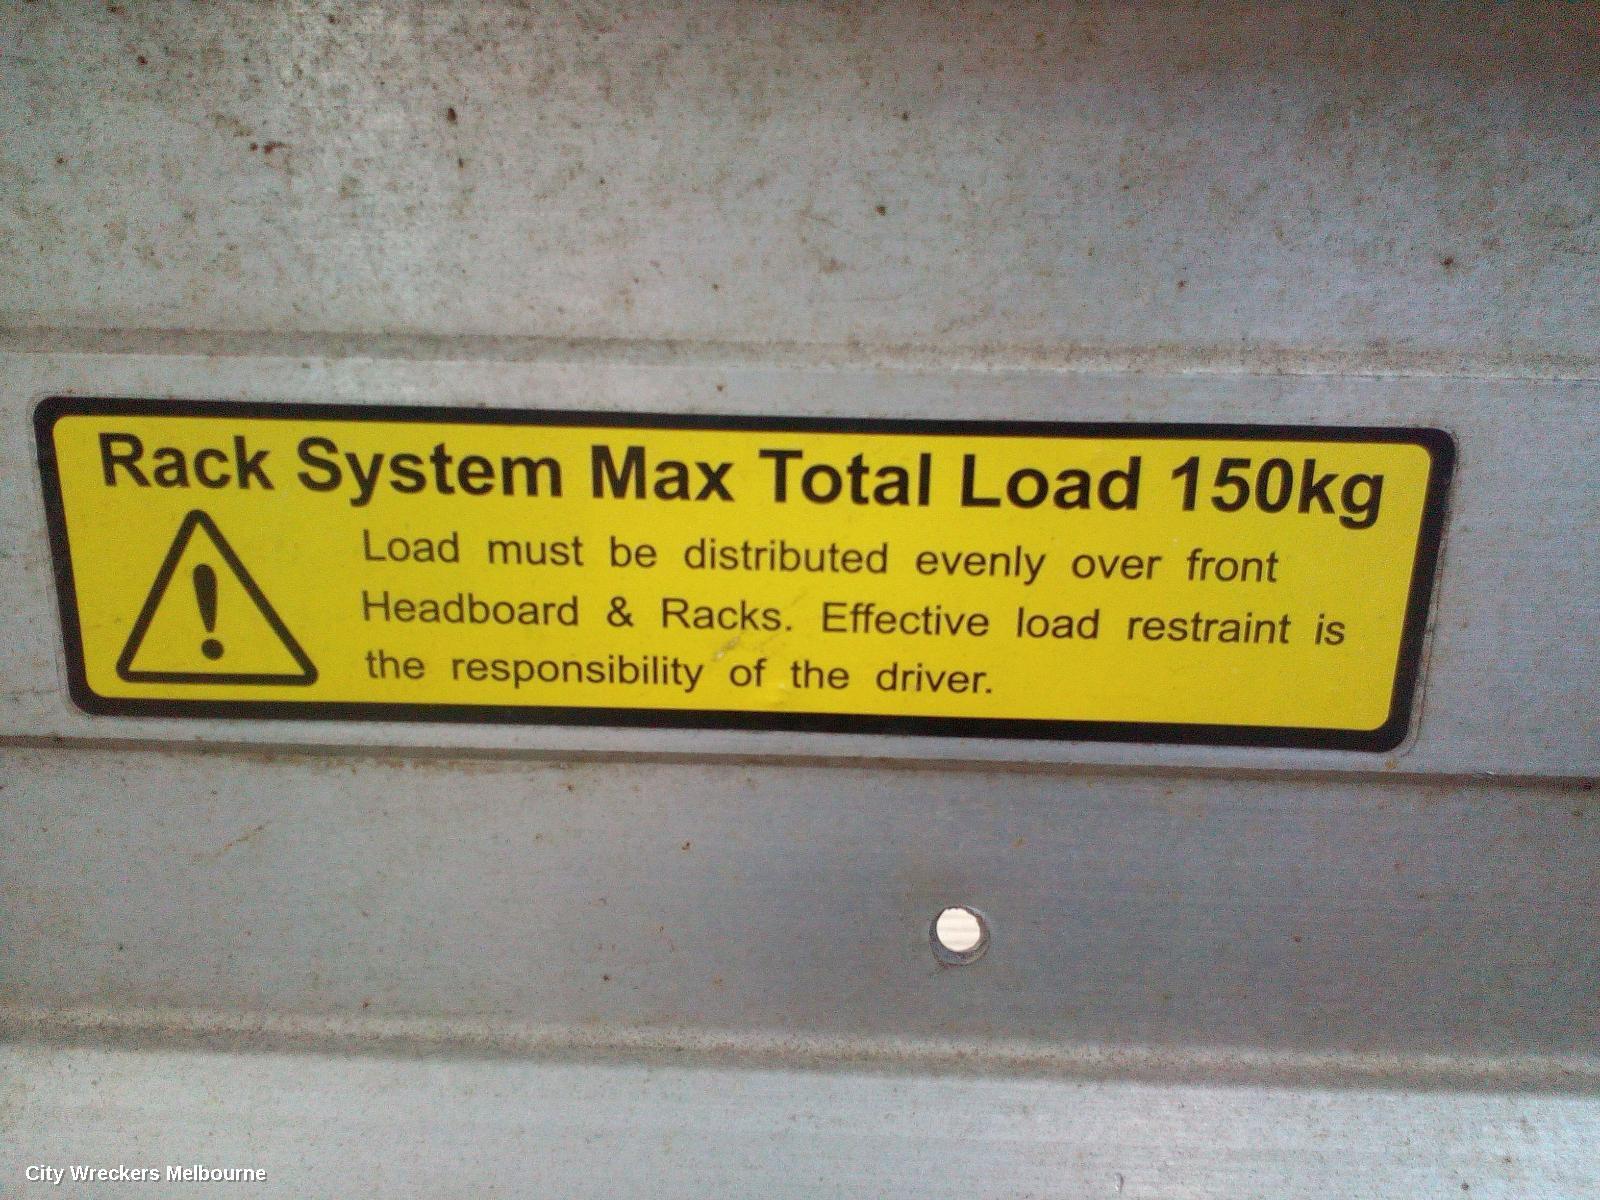 Rack System Max Total Load 150kg
Load must be distributed evenly over front
Headboard & Racks. Effective load restraint is
the responsibility of the driver.
City Wreckers Melbourne